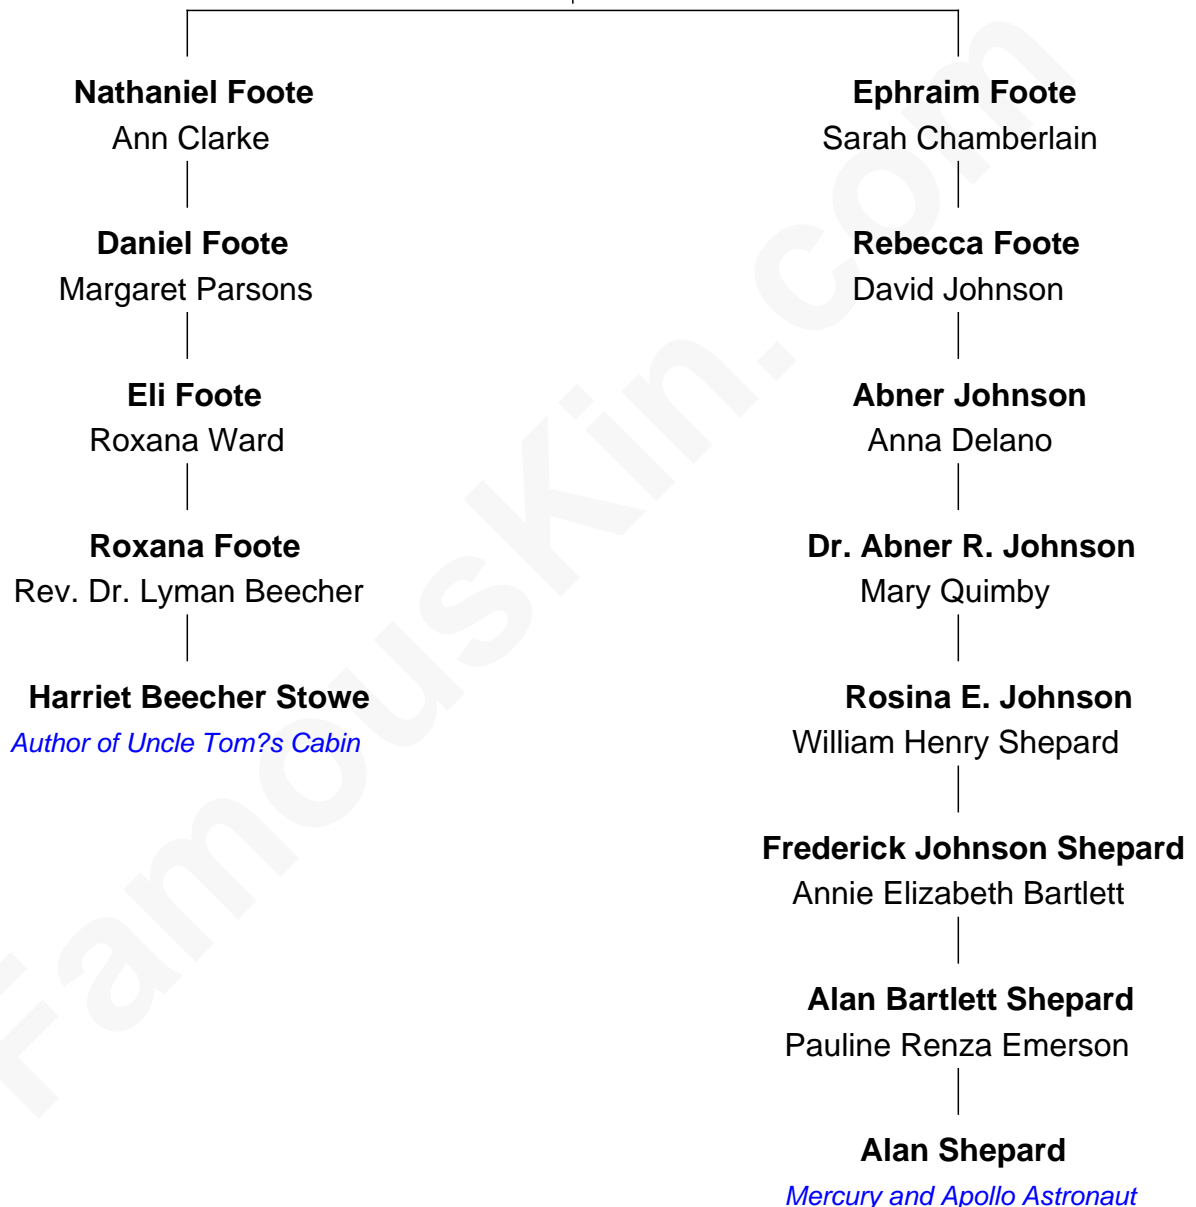 Nathaniel Foote
Ann Clarke
Daniel Foote
Margaret Parsons
Eli Foote
Roxana Ward
Roxana Foote
Rev. Dr. Lyman Beecher
Harriet Beecher Stowe
Author of Uncle Tom?s Cabin
Ephraim Foote
Sarah Chamberlain
Rebecca Foote
David Johnson
Abner Johnson
Anna Delano
Dr. Abner R. Johnson
Mary Quimby
Rosina E. Johnson
William Henry Shepard
Frederick Johnson Shepard
Annie Elizabeth Bartlett
Alan Bartlett Shepard
Pauline Renza Emerson
Alan Shepard
Mercury and Apollo Astronaut
FamousKin.com